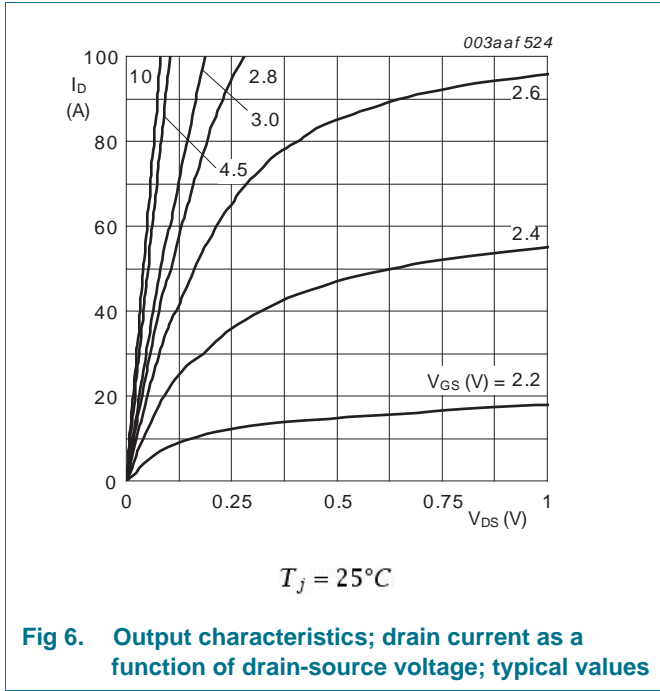 003aaf524
100
I_D
(A)
10
2.8
2.6
3.0
80
4.5
60
2.4
40
V_GS (V) = 2.2
20
0
0
0.25
0.5
0.75
1
V_DS (V)
T_j = 25°C
Fig 6. Output characteristics; drain current as a
function of drain-source voltage; typical values